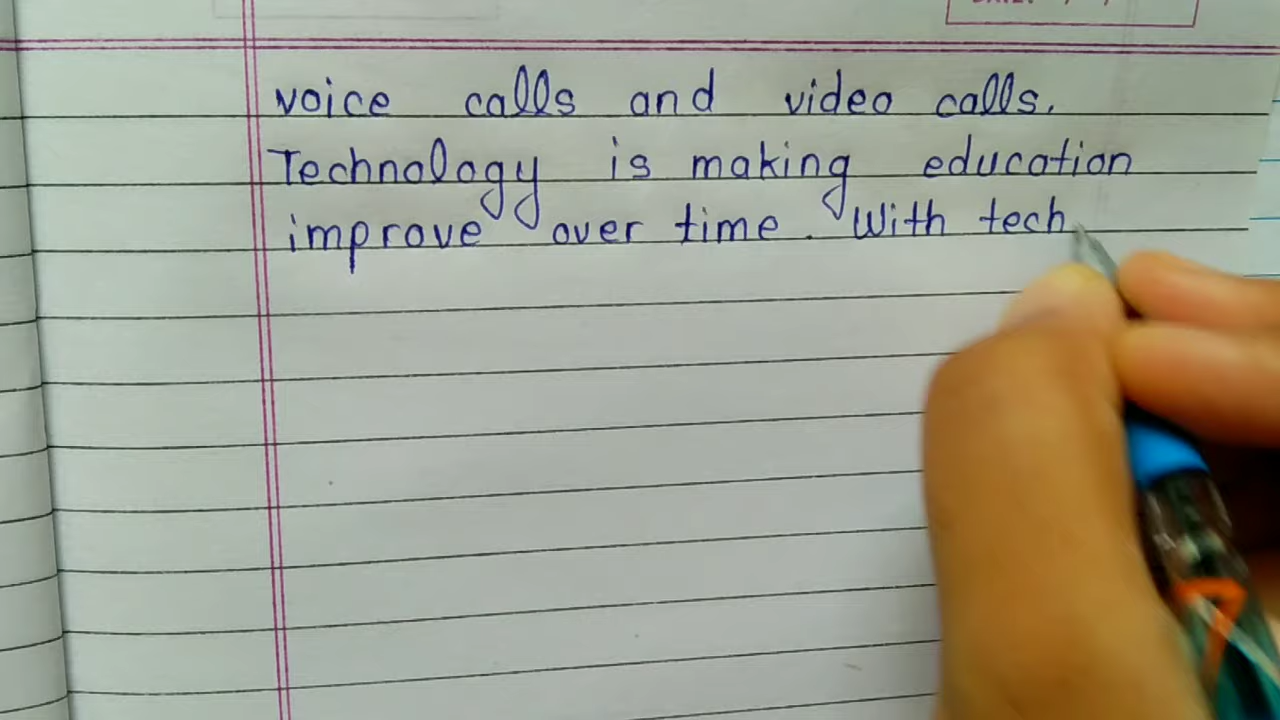 voice calls and video calls.
Technology is making education
improve over time. With tech